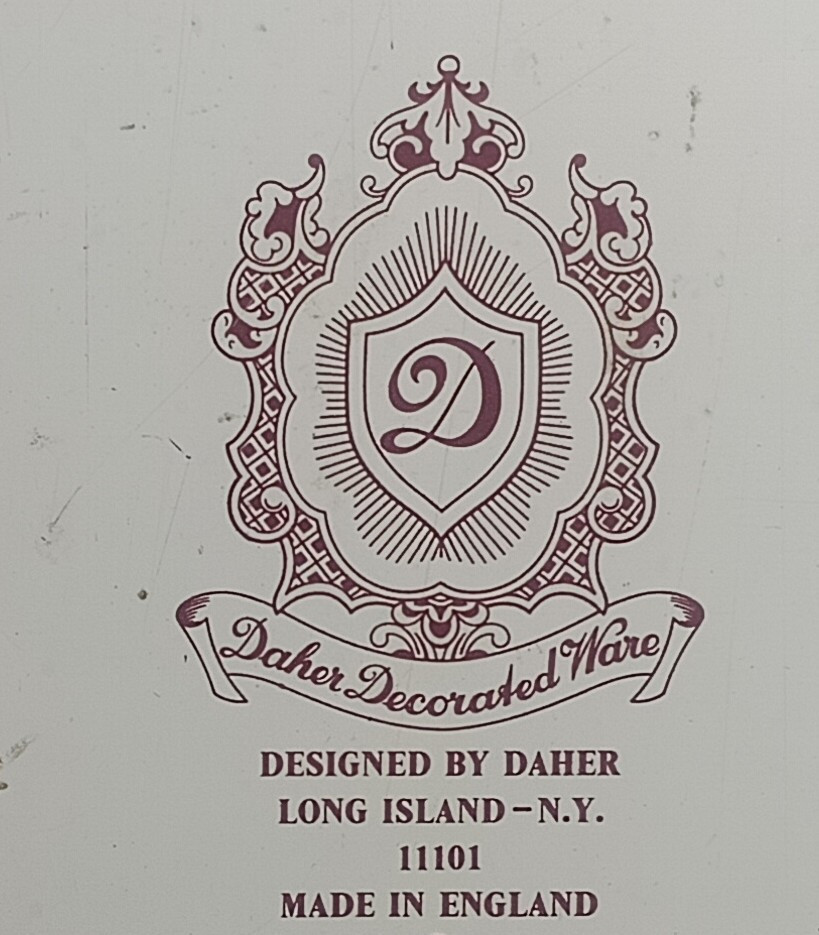 D
Daher Decorated Ware
DESIGNED BY DAHER
LONG ISLAND – N.Y.
11101
MADE IN ENGLAND